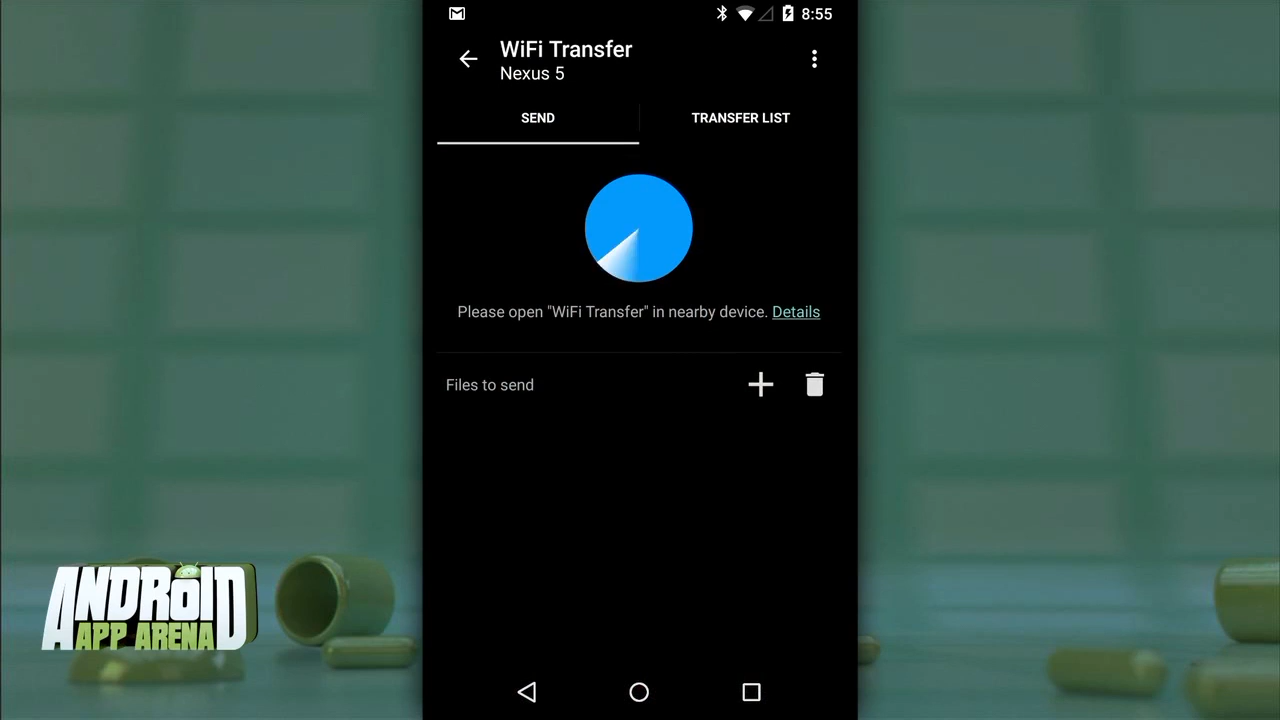 8:55
WiFi Transfer
Nexus 5
SEND
TRANSFER LIST
Please open "WiFi Transfer" in nearby device. Details
Files to send
ANDROID
APP ARENA